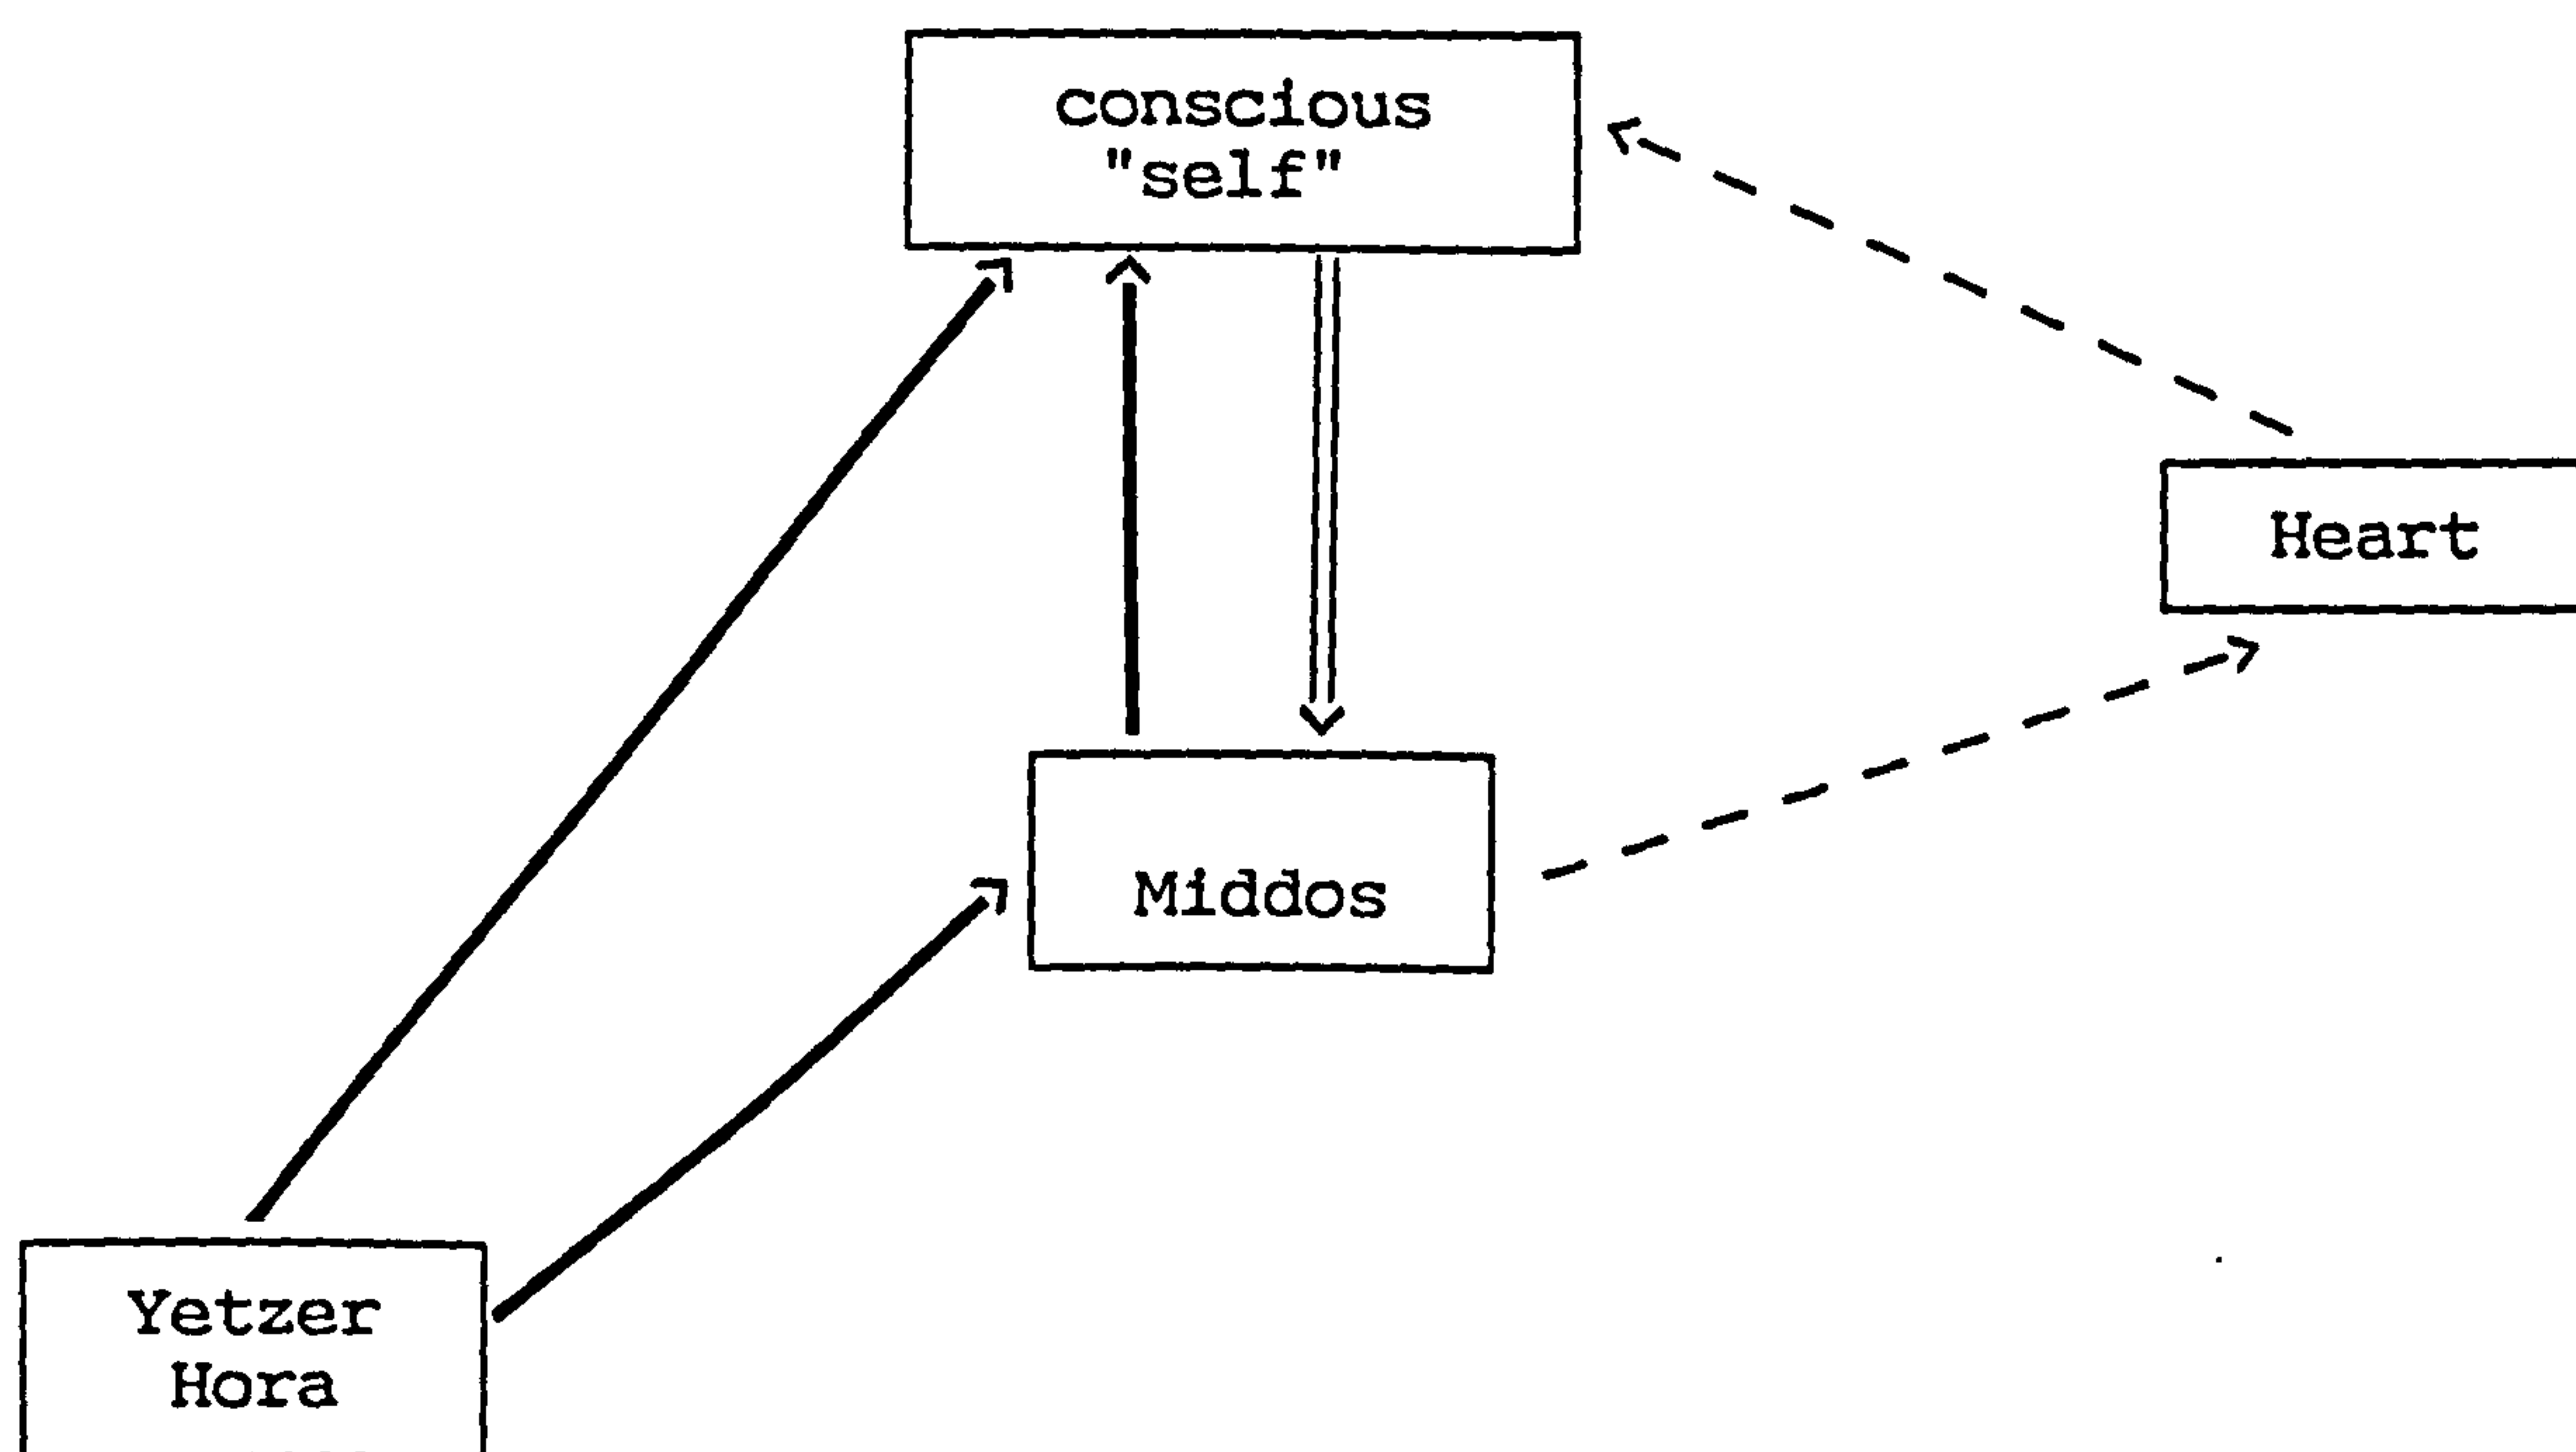 conscious
"self"
Heart
Middos
Yetzer
Hora